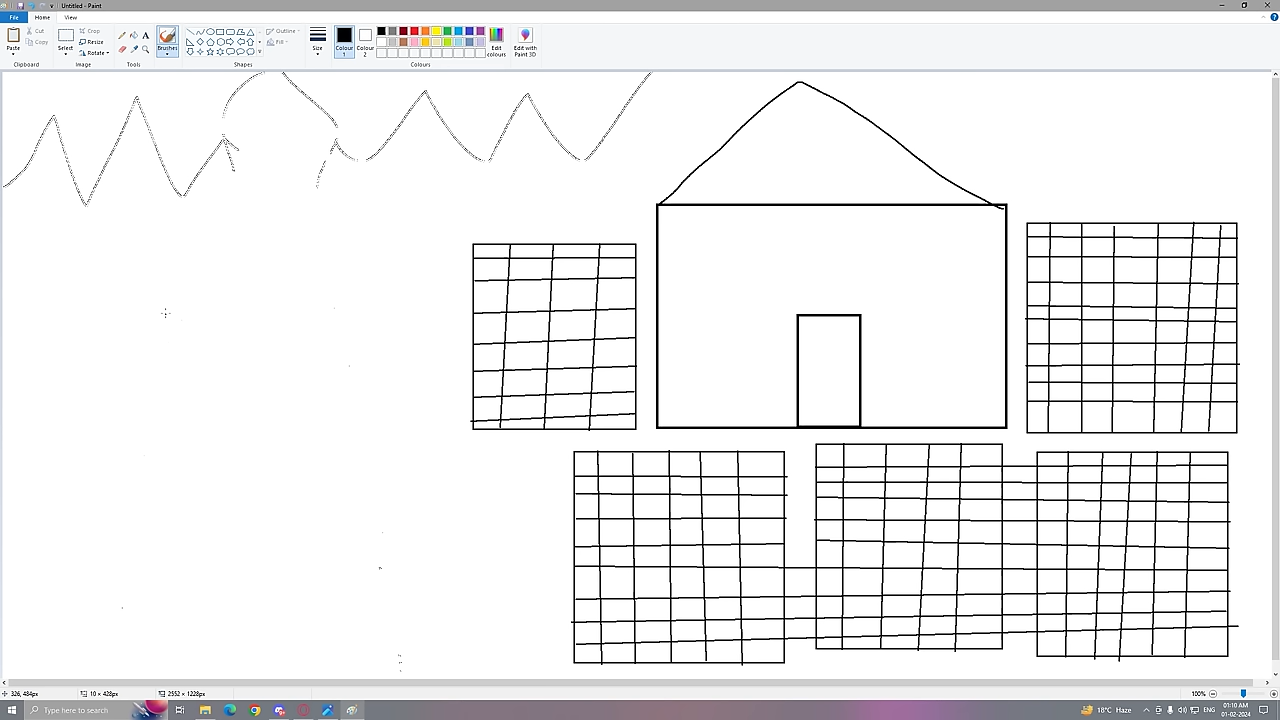 Untitled - Paint
File Home View
Paste
Cut
Copy
Clipboard
Select
Crop
Resize
Rotate
Image
Tools
Brushes
Shapes
Outline
Fill
Size
Colour 1
Colour 2
Colours
Edit colours
Edit with Paint 3D
326, 484px
10 × 428px
2552 × 1228px
100%
Type here to search
18°C Haze
ENG
01:10 AM
01-02-2024